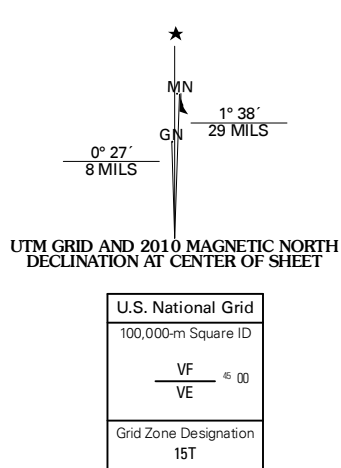 ★
MN
1° 38´
29 MILS
GN
0° 27´
8 MILS
UTM GRID AND 2010 MAGNETIC NORTH
DECLINATION AT CENTER OF SHEET
U.S. National Grid
100,000-m Square ID
VF
45 00
VE
Grid Zone Designation
15T